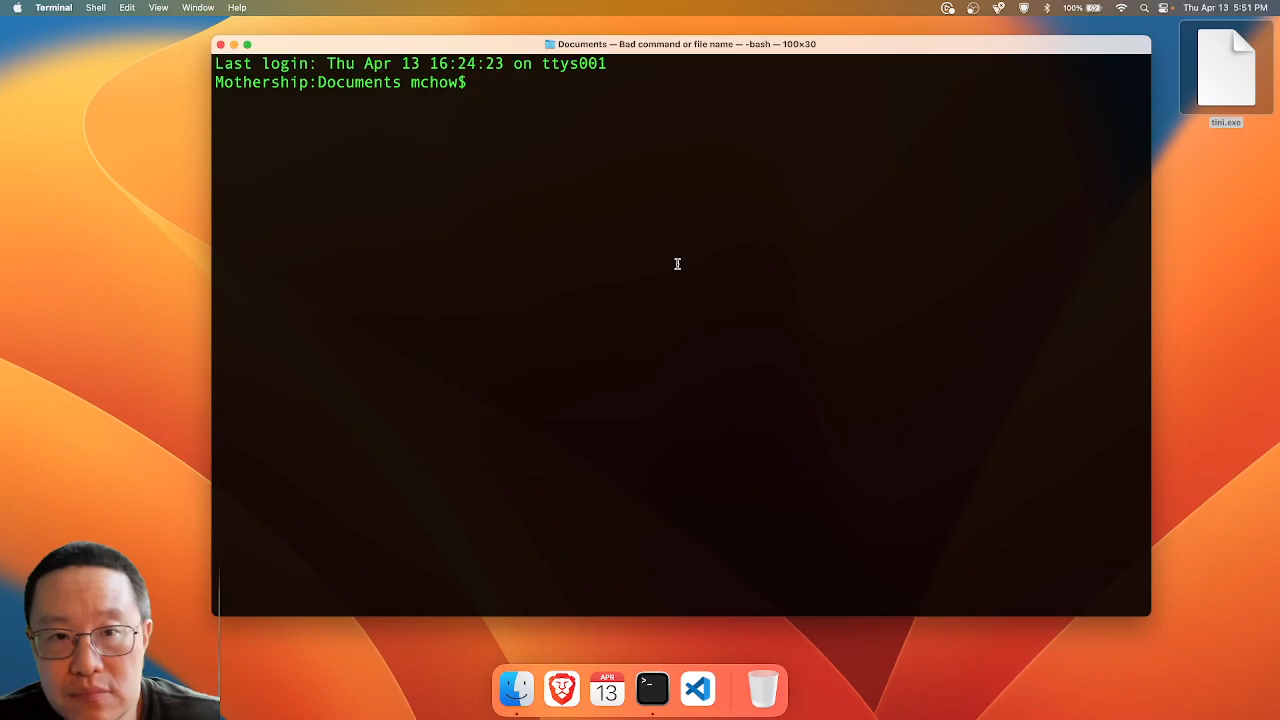 Terminal Shell Edit View Window Help 100% Thu Apr 13 5:51 PM
Documents — Bad command or file name — -bash — 100×30
Last login: Thu Apr 13 16:24:23 on ttys001
Mothership:Documents mchow$
tini.exe
APR
13
>_